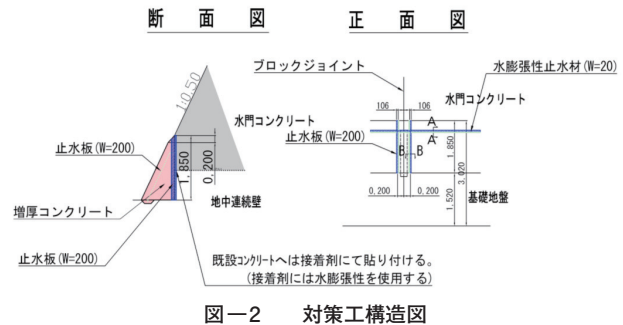 断 面 図
1:0.50
水門コンクリート
止水板(W=200)
1.850
0.200
地中連続壁
増厚コンクリート
止水板(W=200)
既設コンクリートへは接着剤にて貼り付ける。
(接着剤には水膨張性を使用する)
正 面 図
ブロックジョイント
水膨張性止水材(W=20)
106
106
水門コンクリート
A
A
止水板(W=200)
B
B
1.850
3.020
1.520
基礎地盤
0.200
0.200
図－2 対策工構造図